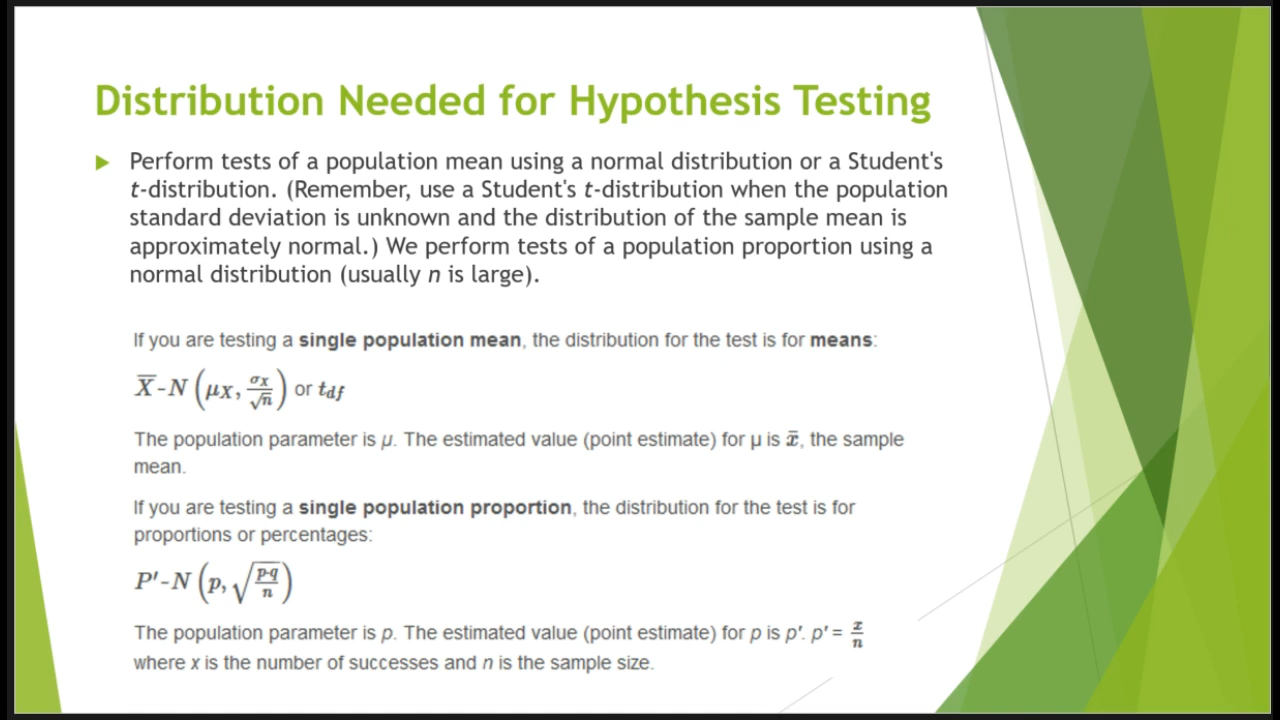 Distribution Needed for Hypothesis Testing
Perform tests of a population mean using a normal distribution or a Student's
t-distribution. (Remember, use a Student's t-distribution when the population
standard deviation is unknown and the distribution of the sample mean is
approximately normal.) We perform tests of a population proportion using a
normal distribution (usually n is large).
If you are testing a single population mean, the distribution for the test is for means:
X̅-N (μX, σX/√n) or tdf
The population parameter is μ. The estimated value (point estimate) for μ is x̄, the sample
mean.
If you are testing a single population proportion, the distribution for the test is for
proportions or percentages:
P′-N (p, √(p·q/n))
The population parameter is p. The estimated value (point estimate) for p is p′. p′ = x/n
where x is the number of successes and n is the sample size.